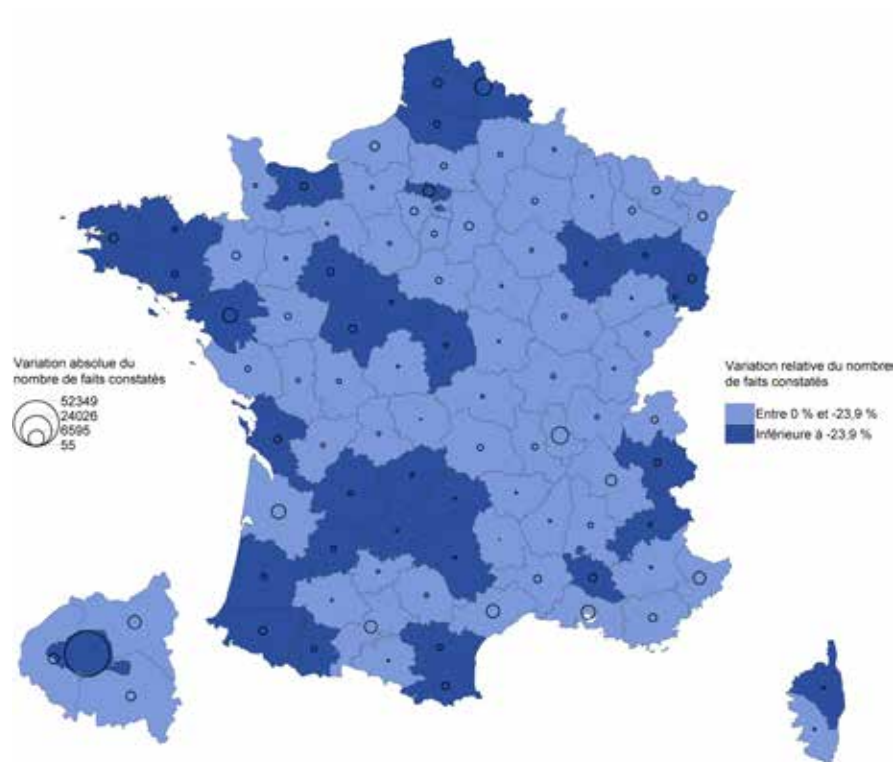 Variation absolue du
nombre de faits constatés
52349
24026
6595
55
Variation relative du nombre
de faits constatés
Entre 0 % et -23,9 %
Inférieure à -23,9 %